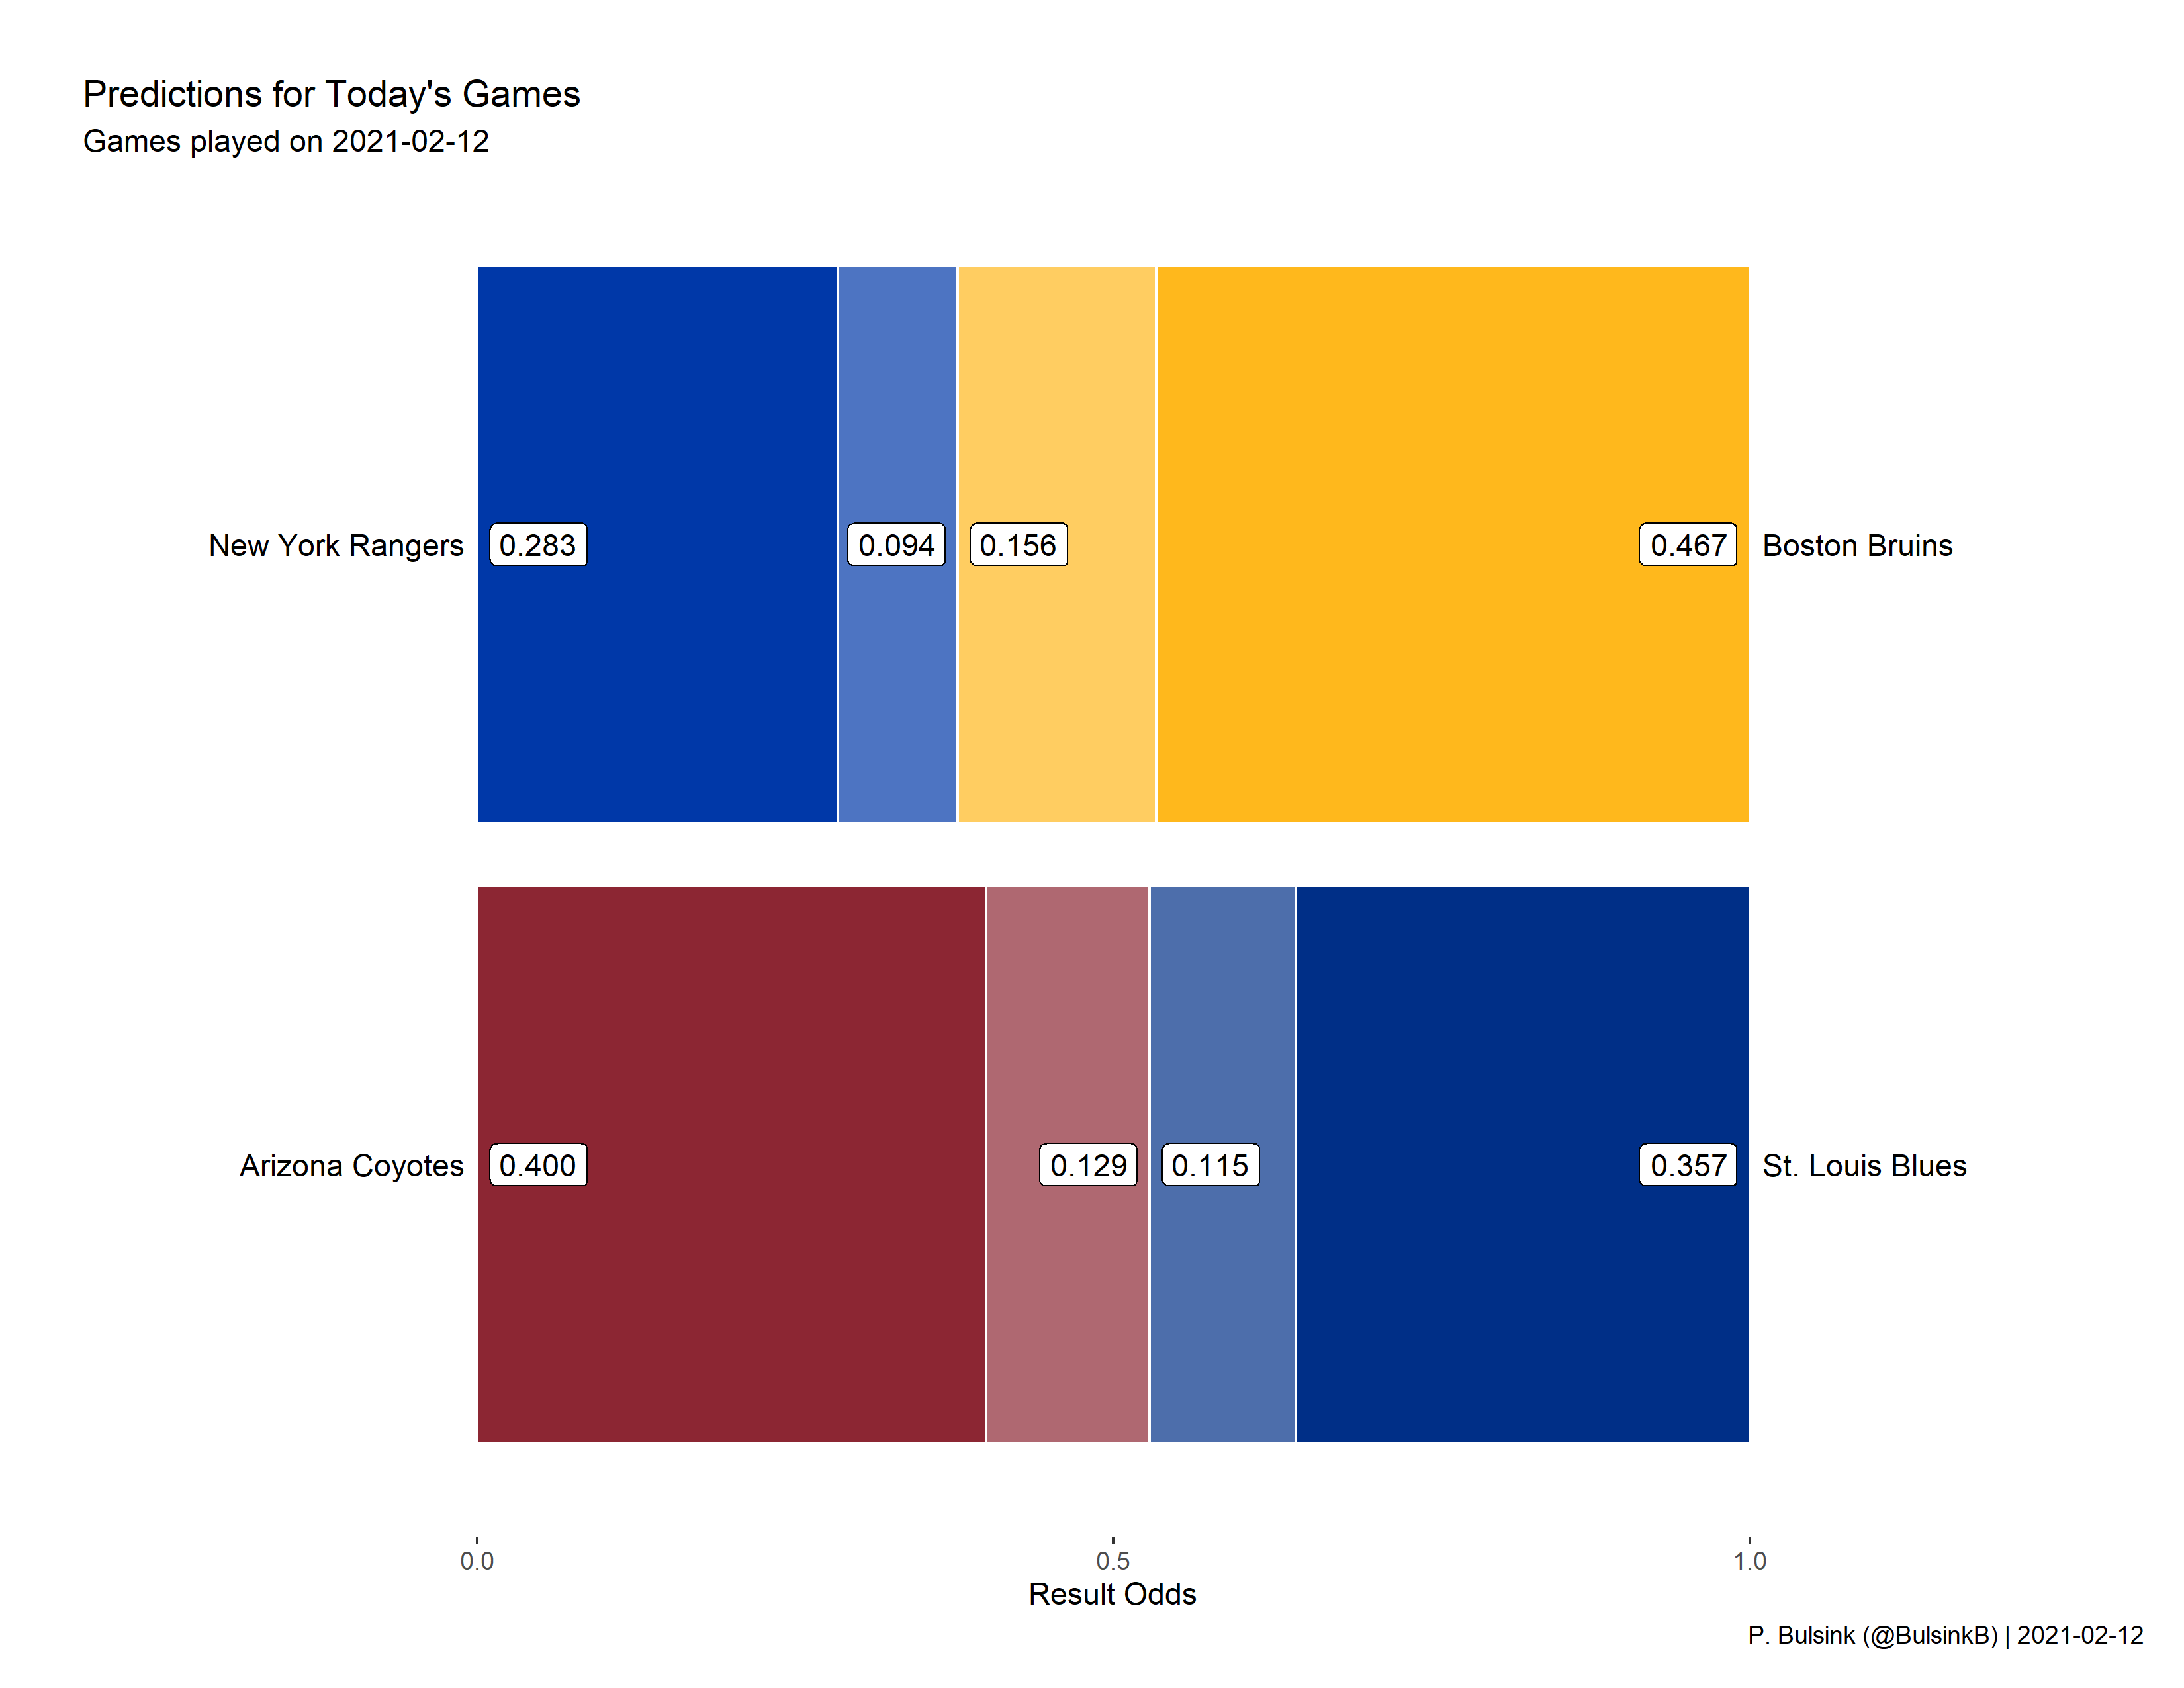 Predictions for Today's Games
Games played on 2021-02-12
New York Rangers 0.283 0.094 0.156 0.467 Boston Bruins
Arizona Coyotes 0.400 0.129 0.115 0.357 St. Louis Blues
0.0 0.5 1.0
Result Odds
P. Bulsink (@BulsinkB) | 2021-02-12